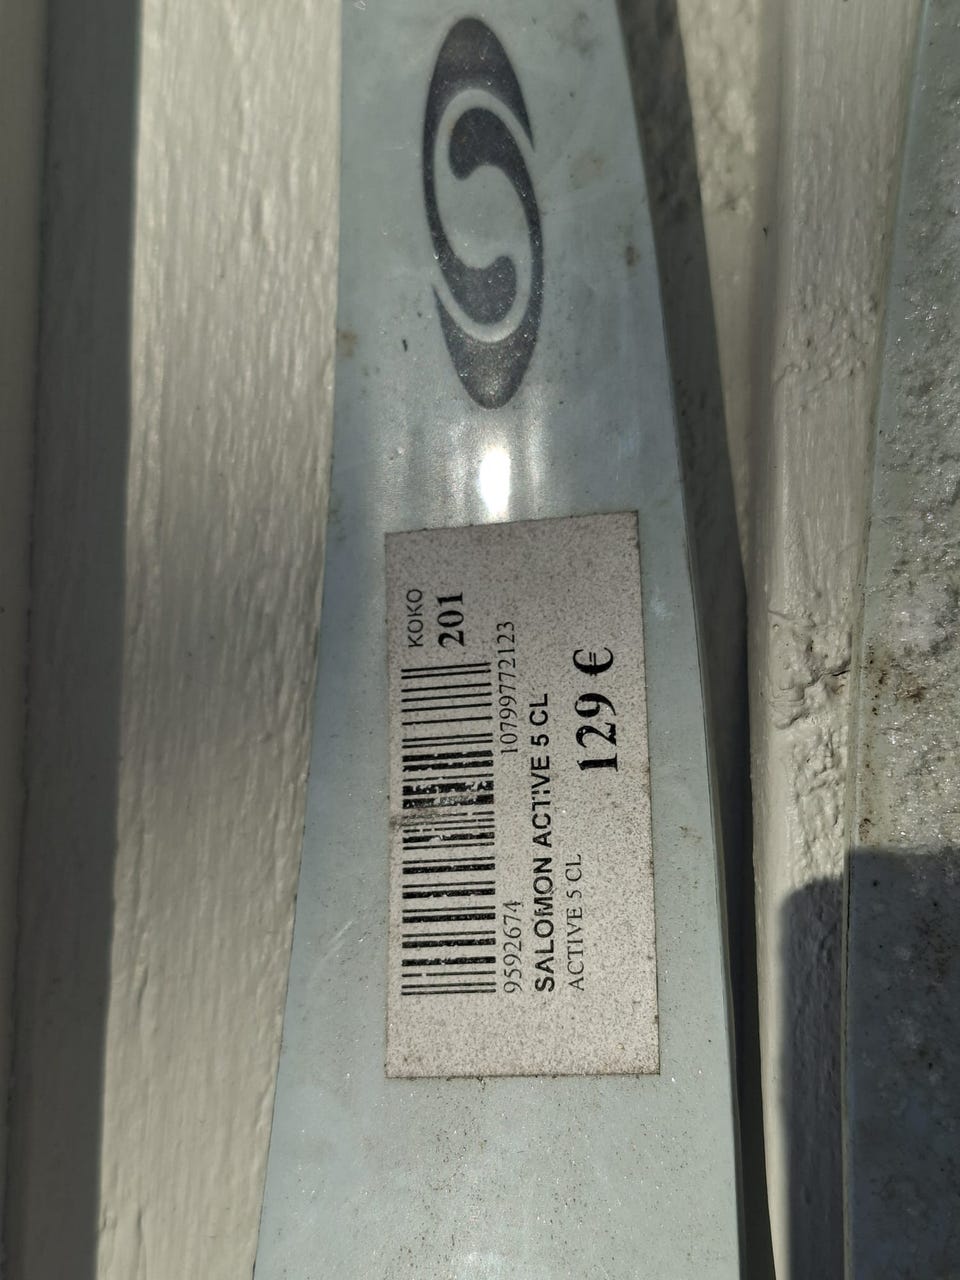 KOKO
201
9592674 10799772123
SALOMON ACTIVE 5 CL
ACTIVE 5 CL
129 €